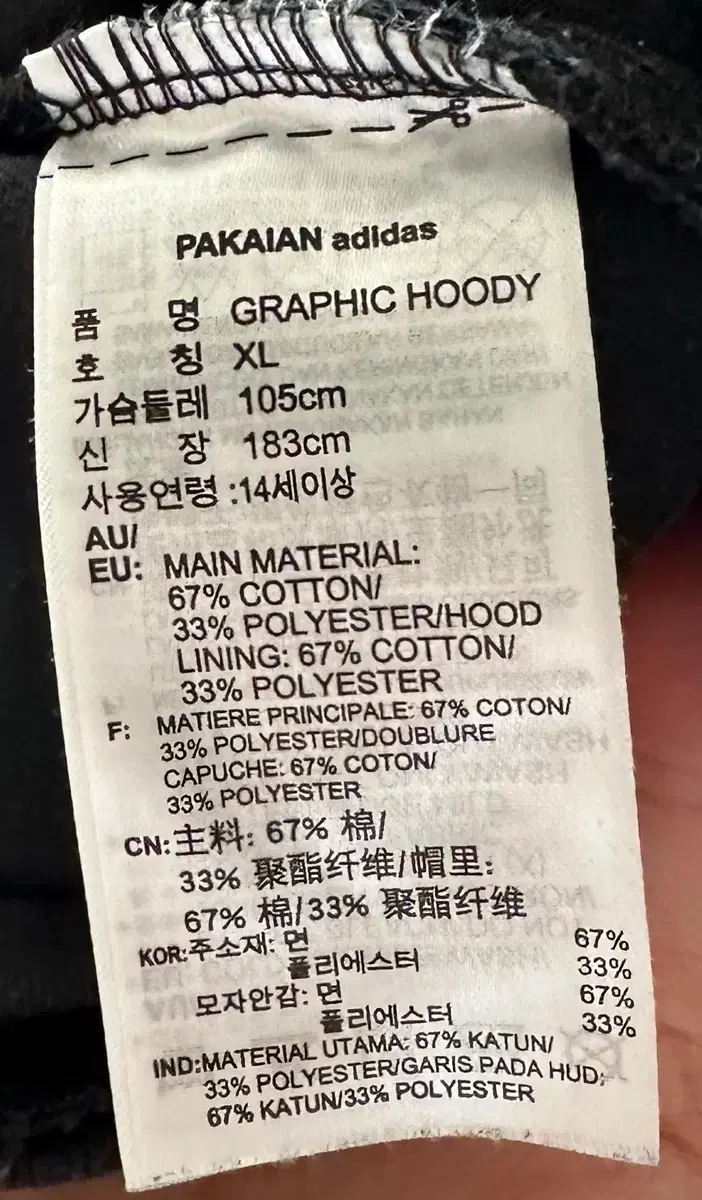 PAKAIAN adidas
품 명 GRAPHIC HOODY
호 칭 XL
가슴둘레 105cm
신 장 183cm
사용연령 :14세이상
AU/
EU: MAIN MATERIAL:
67% COTTON/
33% POLYESTER/HOOD
LINING: 67% COTTON/
33% POLYESTER
F: MATIERE PRINCIPALE: 67% COTON/
33% POLYESTER/DOUBLURE
CAPUCHE: 67% COTON/
33% POLYESTER
CN: 主料: 67% 棉/
33% 聚酯纤维/帽里:
67% 棉/33% 聚酯纤维
KOR:주소재: 면 67%
폴리에스터 33%
모자안감: 면 67%
폴리에스터 33%
IND:MATERIAL UTAMA: 67% KATUN/
33% POLYESTER/GARIS PADA HUD:
67% KATUN/33% POLYESTER